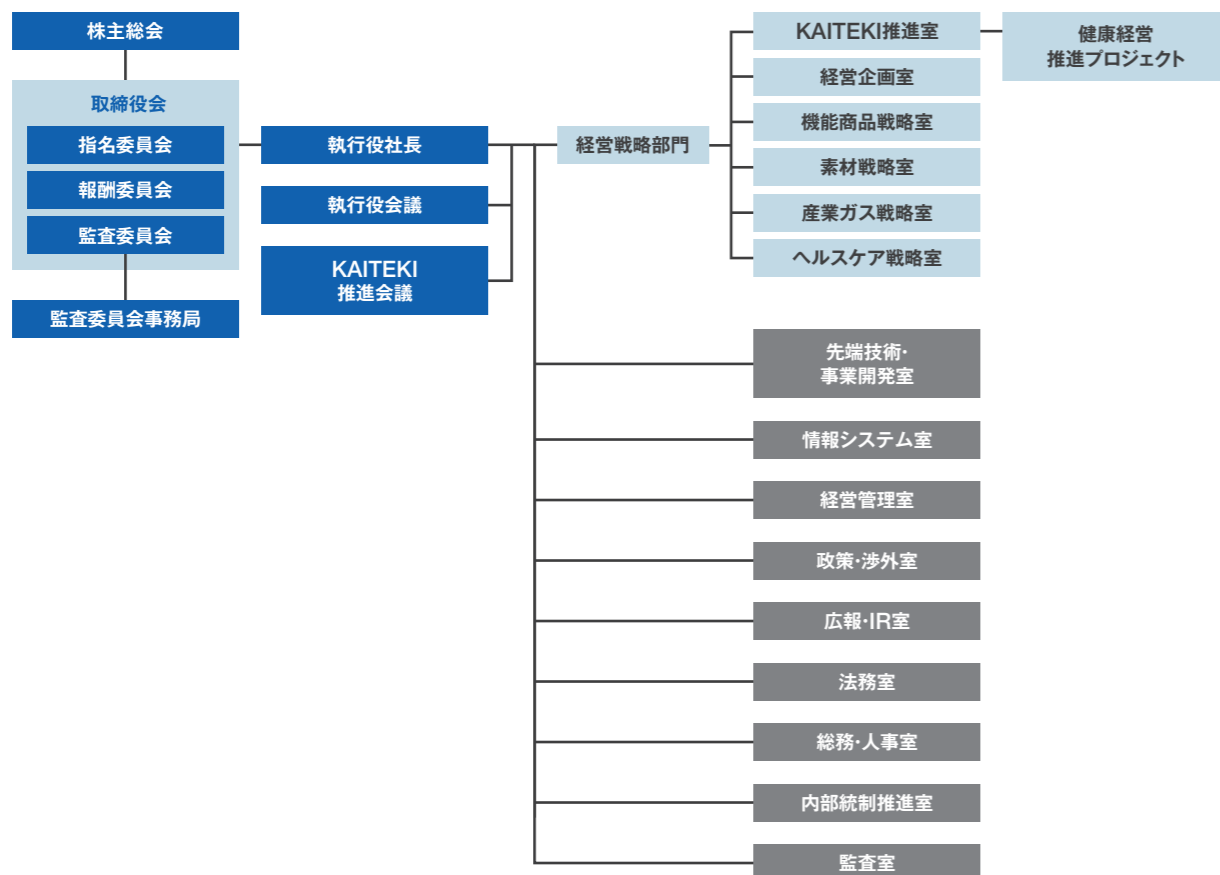 株主総会
取締役会
指名委員会
報酬委員会
監査委員会
監査委員会事務局
執行役社長
執行役会議
KAITEKI
推進会議
経営戦略部門
KAITEKI推進室
経営企画室
機能商品戦略室
素材戦略室
産業ガス戦略室
ヘルスケア戦略室
健康経営
推進プロジェクト
先端技術・
事業開発室
情報システム室
経営管理室
政策・渉外室
広報・IR室
法務室
総務・人事室
内部統制推進室
監査室